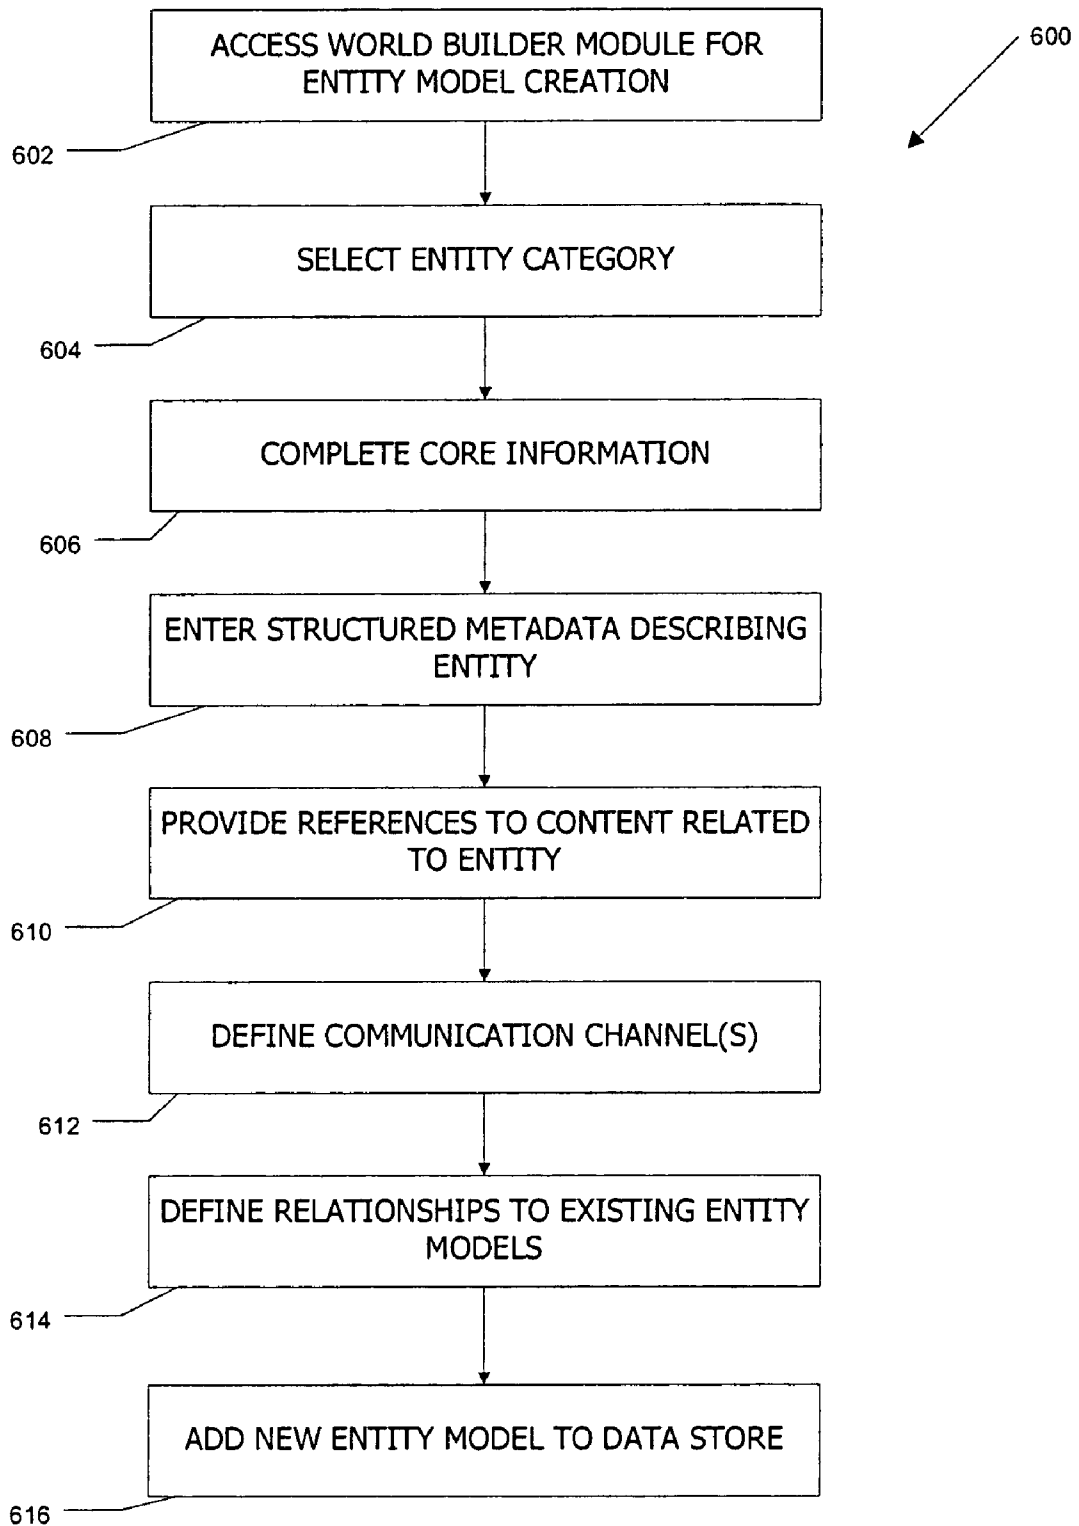 600
ACCESS WORLD BUILDER MODULE FOR
ENTITY MODEL CREATION
602
SELECT ENTITY CATEGORY
604
COMPLETE CORE INFORMATION
606
ENTER STRUCTURED METADATA DESCRIBING
ENTITY
608
PROVIDE REFERENCES TO CONTENT RELATED
TO ENTITY
610
DEFINE COMMUNICATION CHANNEL(S)
612
DEFINE RELATIONSHIPS TO EXISTING ENTITY
MODELS
614
ADD NEW ENTITY MODEL TO DATA STORE
616